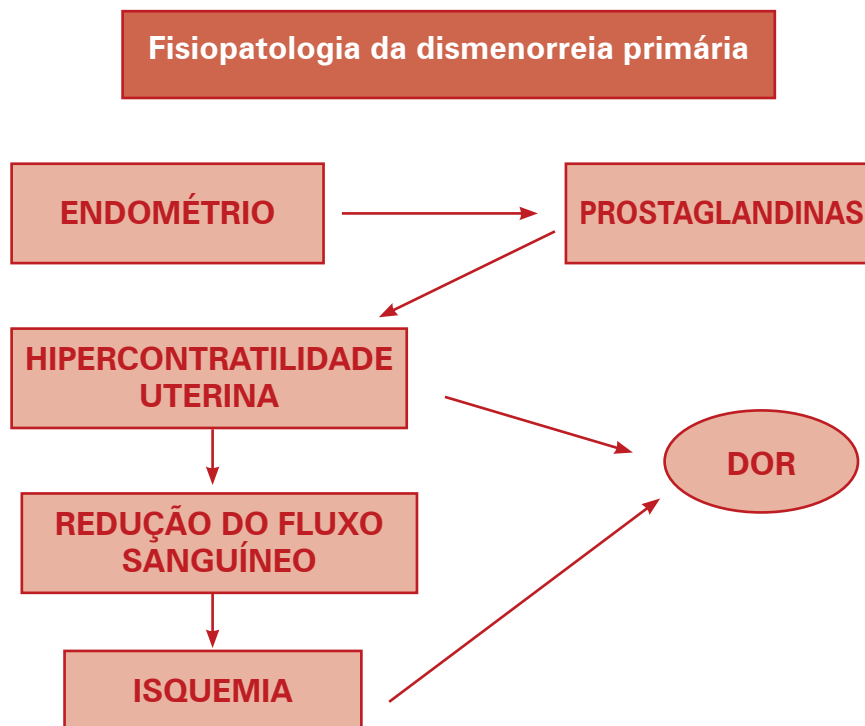 Fisiopatologia da dismenorreia primária
ENDOMÉTRIO
PROSTAGLANDINAS
HIPERCONTRATILIDADE
UTERINA
DOR
REDUÇÃO DO FLUXO
SANGUÍNEO
ISQUEMIA